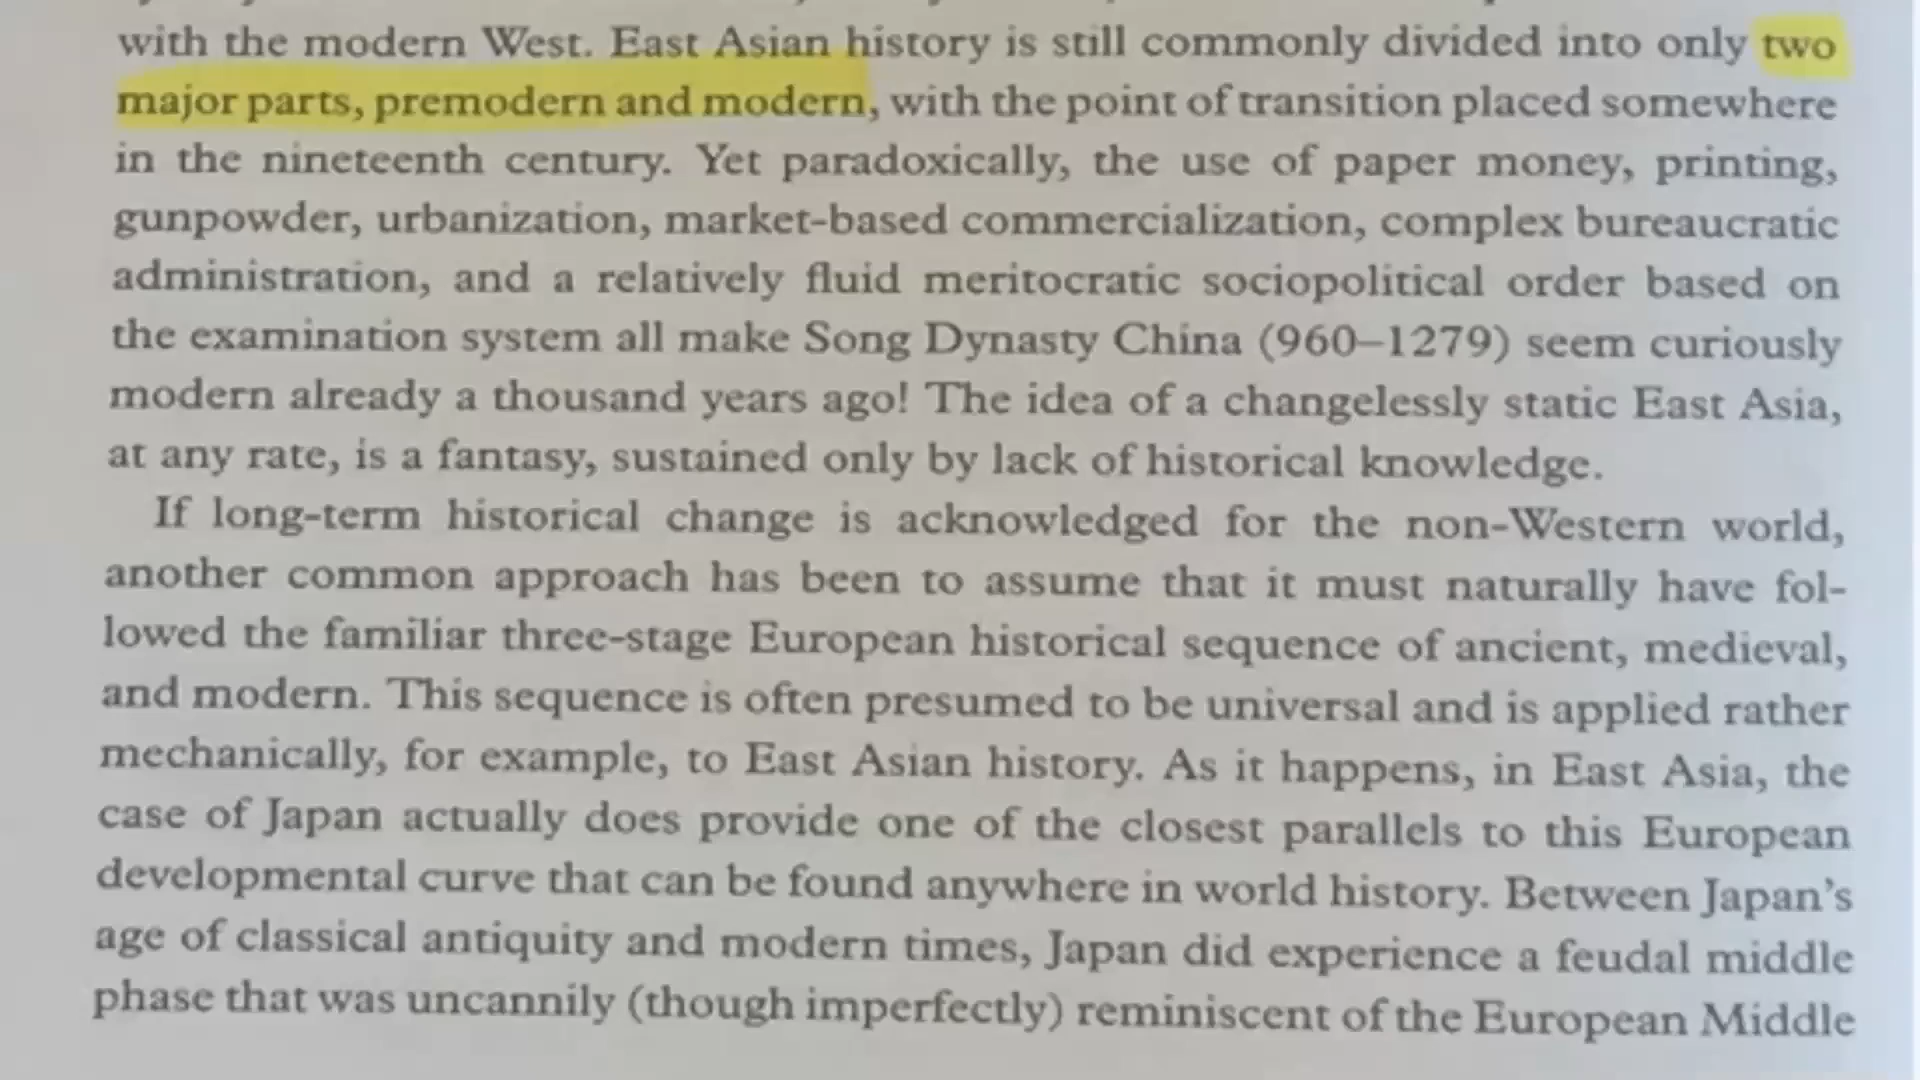 with the modern West. East Asian history is still commonly divided into only two
major parts, premodern and modern, with the point of transition placed somewhere
in the nineteenth century. Yet paradoxically, the use of paper money, printing,
gunpowder, urbanization, market-based commercialization, complex bureaucratic
administration, and a relatively fluid meritocratic sociopolitical order based on
the examination system all make Song Dynasty China (960–1279) seem curiously
modern already a thousand years ago! The idea of a changelessly static East Asia,
at any rate, is a fantasy, sustained only by lack of historical knowledge.
If long-term historical change is acknowledged for the non-Western world,
another common approach has been to assume that it must naturally have fol-
lowed the familiar three-stage European historical sequence of ancient, medieval,
and modern. This sequence is often presumed to be universal and is applied rather
mechanically, for example, to East Asian history. As it happens, in East Asia, the
case of Japan actually does provide one of the closest parallels to this European
developmental curve that can be found anywhere in world history. Between Japan's
age of classical antiquity and modern times, Japan did experience a feudal middle
phase that was uncannily (though imperfectly) reminiscent of the European Middle